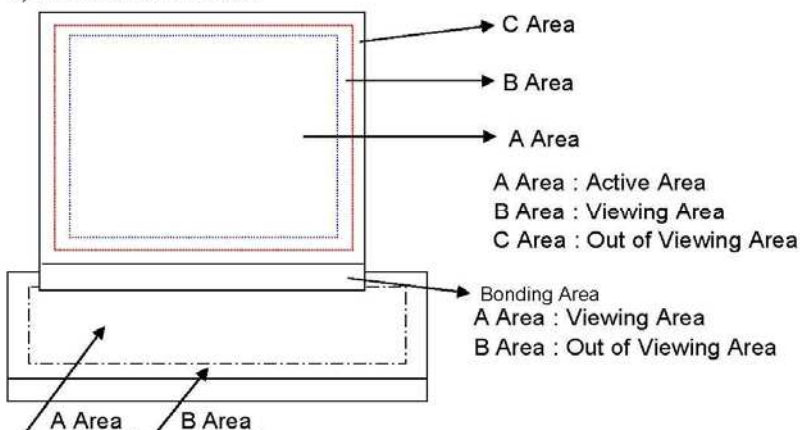 C Area
B Area
A Area
A Area : Active Area
B Area : Viewing Area
C Area : Out of Viewing Area
Bonding Area
A Area : Viewing Area
B Area : Out of Viewing Area
A Area B Area